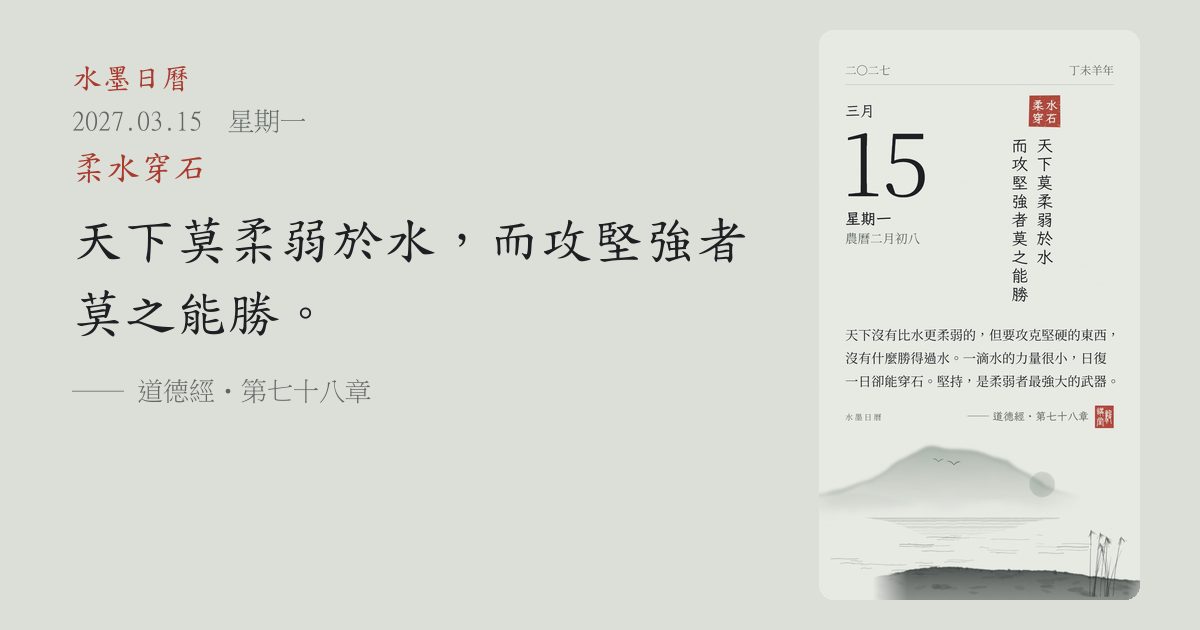 水墨日曆
2027.03.15 星期一
柔水穿石
天下莫柔弱於水，而攻堅強者
莫之能勝。
—— 道德經・第七十八章
二〇二七
丁未羊年
三月
15
星期一
農曆二月初八
水石
柔穿
天下莫柔弱於水
而攻堅強者莫之能勝
天下沒有比水更柔弱的，但要攻克堅硬的東西，
沒有什麼勝得過水。一滴水的力量很小，日復
一日卻能穿石。堅持，是柔弱者最強大的武器。
水墨日曆
—— 道德經・第七十八章